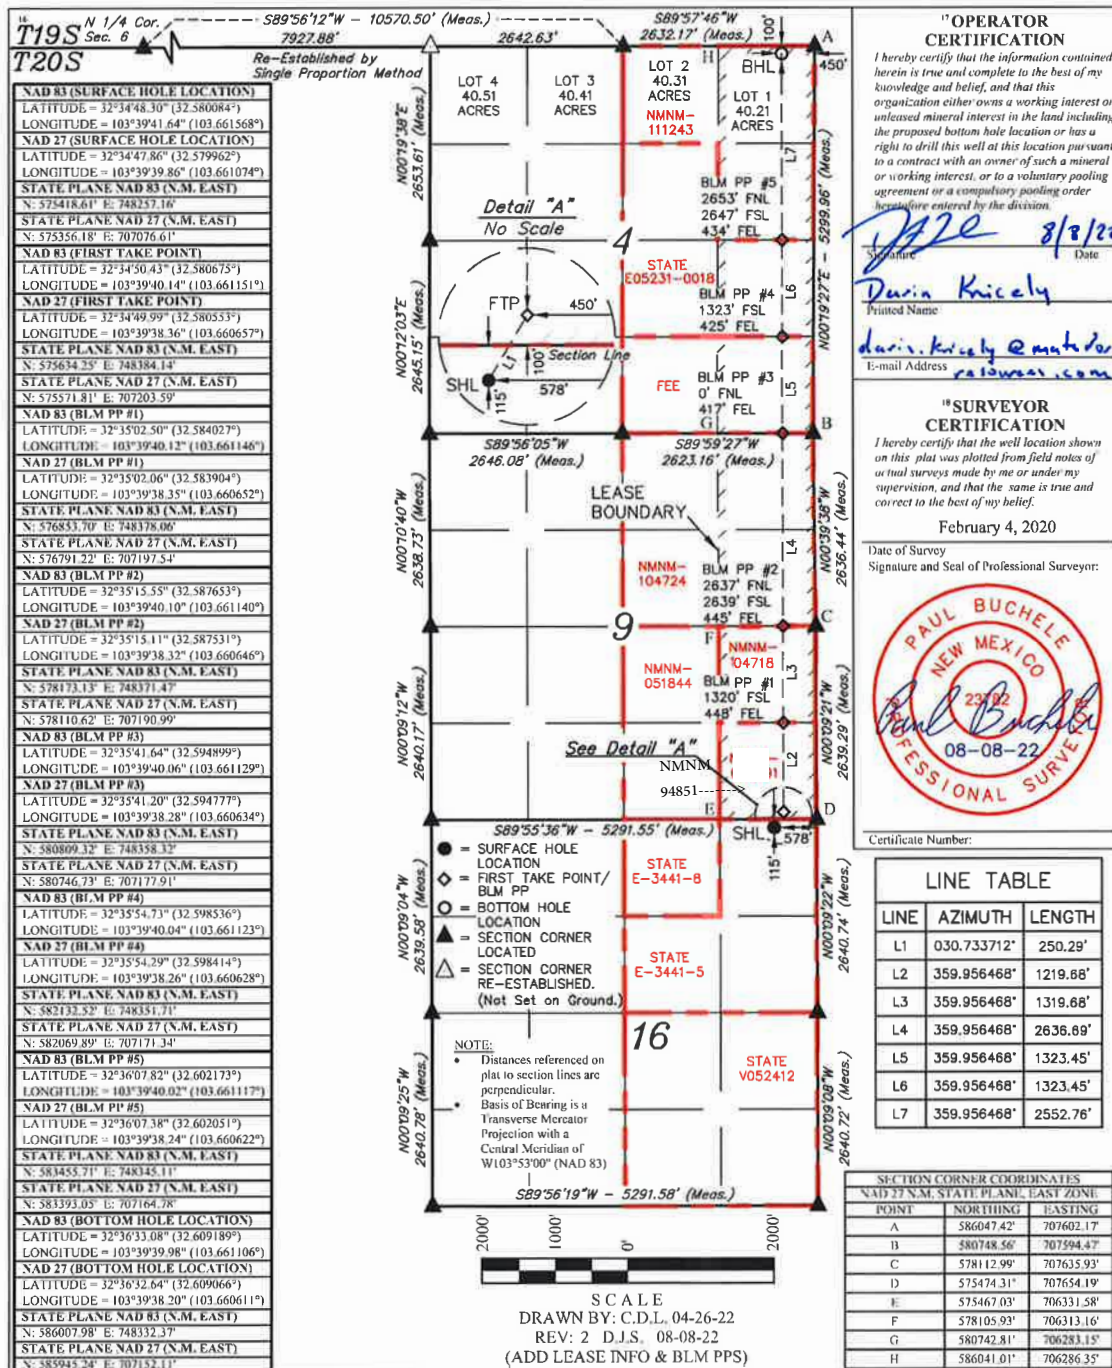 16
T19S
N 1/4 Cor.
Sec. 6
T20S
S89°56'12"W - 10570.50' (Meas.)
7927.88'
2642.63'
Re-Established by
Single Proportion Method
S89°57'46"W
2632.17' (Meas.)
100'
A
H
BHL
450'
NAD 83 (SURFACE HOLE LOCATION)
LATITUDE = 32°34'48.30" (32.580084°)
LONGITUDE = 103°39'41.64" (103.661568°)
NAD 27 (SURFACE HOLE LOCATION)
LATITUDE = 32°34'47.86" (32.579962°)
LONGITUDE = 103°39'39.86" (103.661074°)
STATE PLANE NAD 83 (N.M. EAST)
N: 575418.61' E: 748257.16'
STATE PLANE NAD 27 (N.M. EAST)
N: 575356.18' E: 707076.61'
NAD 83 (FIRST TAKE POINT)
LATITUDE = 32°34'50.43" (32.580675°)
LONGITUDE = 103°39'40.14" (103.661151°)
NAD 27 (FIRST TAKE POINT)
LATITUDE = 32°34'49.99" (32.580553°)
LONGITUDE = 103°39'38.36" (103.660657°)
STATE PLANE NAD 83 (N.M. EAST)
N: 575634.25' E: 748384.14'
STATE PLANE NAD 27 (N.M. EAST)
N: 575571.81' E: 707203.59'
NAD 83 (BLM PP #1)
LATITUDE = 32°35'02.50" (32.584027°)
LONGITUDE = 103°39'40.12" (103.661146°)
NAD 27 (BLM PP #1)
LATITUDE = 32°35'02.06" (32.583904°)
LONGITUDE = 103°39'38.35" (103.660652°)
STATE PLANE NAD 83 (N.M. EAST)
N: 576853.70' E: 748378.06'
STATE PLANE NAD 27 (N.M. EAST)
N: 576791.22' E: 707197.54'
NAD 83 (BLM PP #2)
LATITUDE = 32°35'15.55" (32.587653°)
LONGITUDE = 103°39'40.10" (103.661140°)
NAD 27 (BLM PP #2)
LATITUDE = 32°35'15.11" (32.587531°)
LONGITUDE = 103°39'38.32" (103.660646°)
STATE PLANE NAD 83 (N.M. EAST)
N: 578173.13' E: 748371.47'
STATE PLANE NAD 27 (N.M. EAST)
N: 578110.62' E: 707190.99'
NAD 83 (BLM PP #3)
LATITUDE = 32°35'41.64" (32.594899°)
LONGITUDE = 103°39'40.06" (103.661129°)
NAD 27 (BLM PP #3)
LATITUDE = 32°35'41.20" (32.594777°)
LONGITUDE = 103°39'38.28" (103.660634°)
STATE PLANE NAD 83 (N.M. EAST)
N: 580809.32' E: 748358.32'
STATE PLANE NAD 27 (N.M. EAST)
N: 580746.73' E: 707177.91'
NAD 83 (BLM PP #4)
LATITUDE = 32°35'54.73" (32.598536°)
LONGITUDE = 103°39'40.04" (103.661123°)
NAD 27 (BLM PP #4)
LATITUDE = 32°35'54.29" (32.598414°)
LONGITUDE = 103°39'38.26" (103.660628°)
STATE PLANE NAD 83 (N.M. EAST)
N: 582132.52' E: 748351.71'
STATE PLANE NAD 27 (N.M. EAST)
N: 582069.89' E: 707171.34'
NAD 83 (BLM PP #5)
LATITUDE = 32°36'07.82" (32.602173°)
LONGITUDE = 103°39'40.02" (103.661117°)
NAD 27 (BLM PP #5)
LATITUDE = 32°36'07.38" (32.602051°)
LONGITUDE = 103°39'38.24" (103.660622°)
STATE PLANE NAD 83 (N.M. EAST)
N: 583455.71' E: 748345.11'
STATE PLANE NAD 27 (N.M. EAST)
N: 583393.05' E: 707164.78'
NAD 83 (BOTTOM HOLE LOCATION)
LATITUDE = 32°36'33.08" (32.609189°)
LONGITUDE = 103°39'39.98" (103.661106°)
NAD 27 (BOTTOM HOLE LOCATION)
LATITUDE = 32°36'32.64" (32.609066°)
LONGITUDE = 103°39'38.20" (103.660611°)
STATE PLANE NAD 83 (N.M. EAST)
N: 586007.98' E: 748332.37'
STATE PLANE NAD 27 (N.M. EAST)
N: 585945.24' E: 707152.11'
LOT 4
40.51
ACRES
LOT 3
40.41
ACRES
LOT 2
40.31
ACRES
LOT 1
40.21
ACRES
NMNM-
111243
N00°19'38"E
2653.61' (Meas.)
L7
BLM PP #5
2653' FNL
2647' FSL
434' FEL
N00°19'27"E - 5299.96' (Meas.)
Detail "A"
No Scale
4
STATE
E05231-0018
FTP
450'
L1
100'
Section Line
SHL
578'
115'
BLM PP #4
1323' FSL
425' FEL
L6
N00°12'03"E
2645.15' (Meas.)
FEE
BLM PP #3
0' FNL
417' FEL
L5
G
B
S89°56'05"W
2646.08' (Meas.)
S89°59'27"W
2623.16' (Meas.)
LEASE
BOUNDARY
N00°10'40"W
2638.73' (Meas.)
L4
N00°39'38"W
2636.44' (Meas.)
NMNM-
104724
BLM PP #2
2637' FNL
2639' FSL
445' FEL
9
C
F
NMNM-
051844
NMNM-
04718
BLM PP #1
1320' FSL
448' FEL
L3
N00°09'12"W
2640.17' (Meas.)
N00°09'21"W
2639.29' (Meas.)
L2
See Detail "A"
NMNM
94851
E
D
S89°55'36"W - 5291.55' (Meas.)
SHL
578'
115'
= SURFACE HOLE
LOCATION
= FIRST TAKE POINT/
BLM PP
= BOTTOM HOLE
LOCATION
= SECTION CORNER
LOCATED
= SECTION CORNER
RE-ESTABLISHED.
(Not Set on Ground.)
STATE
E-3441-8
STATE
E-3441-5
N00°09'04"W
2639.58' (Meas.)
N00°09'22"W
2640.74' (Meas.)
16
NOTE:
• Distances referenced on
plat to section lines are
perpendicular.
• Basis of Bearing is a
Transverse Mercator
Projection with a
Central Meridian of
W103°53'00" (NAD 83)
STATE
V052412
N00°09'25"W
2640.78' (Meas.)
N00°09'08"W
2640.72' (Meas.)
S89°56'19"W - 5291.58' (Meas.)
2000'
0'
2000'
SCALE
DRAWN BY: C.D.L. 04-26-22
REV: 2 D.J.S. 08-08-22
(ADD LEASE INFO & BLM PPS)
17 OPERATOR
CERTIFICATION
I hereby certify that the information contained
herein is true and complete to the best of my
knowledge and belief, and that this
organization either owns a working interest or
unleased mineral interest in the land including
the proposed bottom hole location or has a
right to drill this well at this location pursuant
to a contract with an owner of such a mineral
or working interest, or to a voluntary pooling
agreement or a compulsory pooling order
heretofore entered by the division.
8/8/22
Signature
Date
Darin Knicely
Printed Name
darin.knicely@matador
E-mail Address
resources.com
18 SURVEYOR
CERTIFICATION
I hereby certify that the well location shown
on this plat was plotted from field notes of
actual surveys made by me or under my
supervision, and that the same is true and
correct to the best of my belief.
February 4, 2020
Date of Survey
Signature and Seal of Professional Surveyor:
PAUL BUCHELE
NEW MEXICO
23782
Paul Buchele
08-08-22
PROFESSIONAL SURVEYOR
Certificate Number:
LINE TABLE
LINE AZIMUTH LENGTH
L1 030.733712° 250.29'
L2 359.956468° 1219.68'
L3 359.956468° 1319.68'
L4 359.956468° 2636.69'
L5 359.956468° 1323.45'
L6 359.956468° 1323.45'
L7 359.956468° 2552.76'
SECTION CORNER COORDINATES
NAD 27 N.M. STATE PLANE, EAST ZONE
POINT NORTHING EASTING
A 586047.42' 707602.17'
B 580748.56' 707594.47'
C 578112.99' 707635.93'
D 575474.31' 707654.19'
E 575467.03' 706331.58'
F 578105.93' 706313.16'
G 580742.81' 706283.15'
H 586041.01' 706286.35'